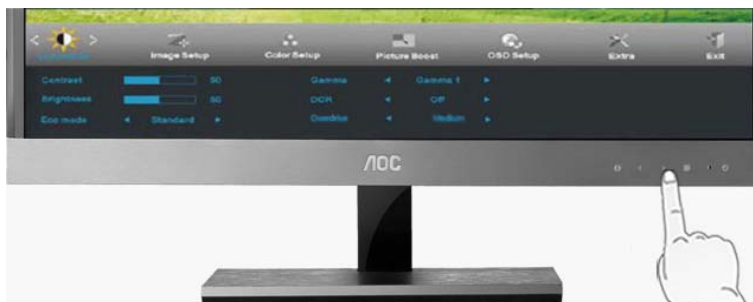 Luminance
Image Setup
Color Setup
Picture Boost
OSD Setup
Extra
Exit
Contrast 50 Gamma Gamma 1
Brightness 50 DCR Off
Eco mode Standard Overdrive Medium
AOC